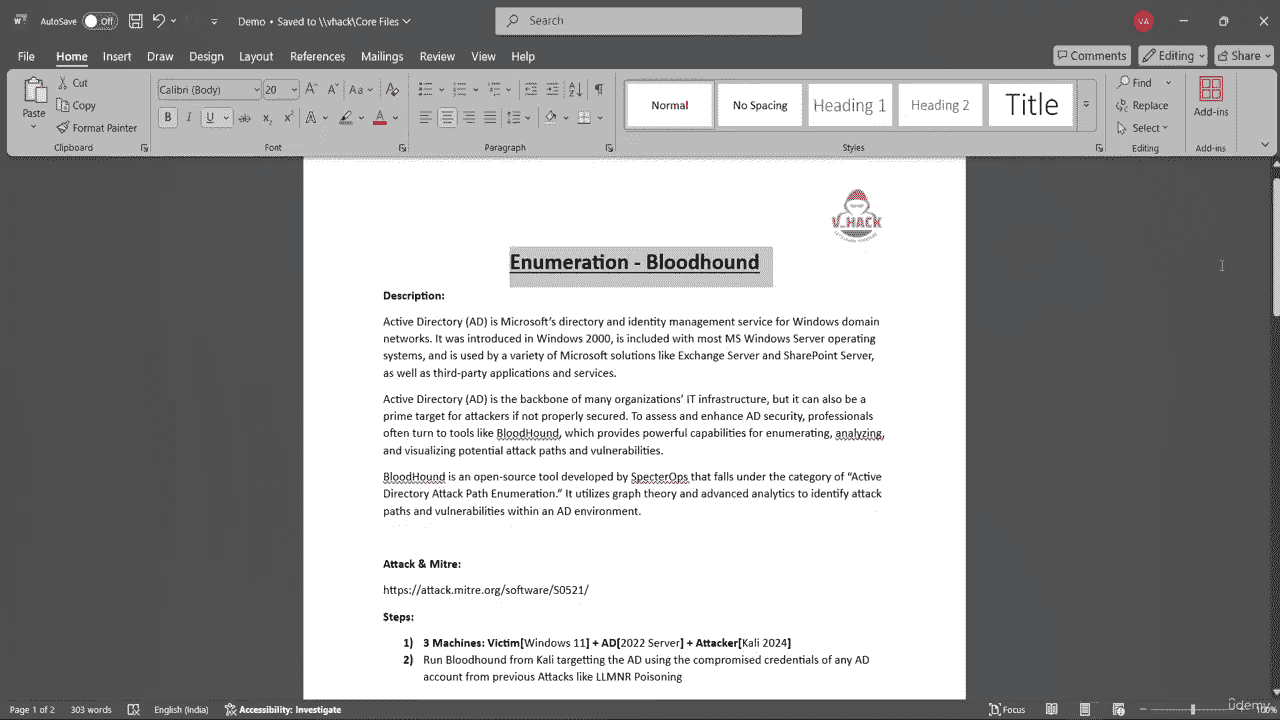 AutoSave Off Demo • Saved to \\vhack\Cuck Files
Search
VA
File Home Insert Draw Design Layout References Mailings Review View Help
Comments Editing Share
Paste
Cut
Copy
Format Painter
Clipboard
Calibri (Body) 20
Font
Paragraph
Normal No Spacing Heading 1 Heading 2 Title
Styles
Find
Replace
Select
Editing
Add-ins
Add-ins
V_HACK
Enumeration - Bloodhound
Description:
Active Directory (AD) is Microsoft's directory and identity management service for Windows domain
networks. It was introduced in Windows 2000, is included with most MS Windows Server operating
systems, and is used by a variety of Microsoft solutions like Exchange Server and SharePoint Server,
as well as third-party applications and services.
Active Directory (AD) is the backbone of many organizations' IT infrastructure, but it can also be a
prime target for attackers if not properly secured. To assess and enhance AD security, professionals
often turn to tools like BloodHound, which provides powerful capabilities for enumerating, analyzing,
and visualizing potential attack paths and vulnerabilities.
BloodHound is an open-source tool developed by SpecterOps that falls under the category of “Active
Directory Attack Path Enumeration.” It utilizes graph theory and advanced analytics to identify attack
paths and vulnerabilities within an AD environment.
Attack & Mitre:
https://attack.mitre.org/software/S0521/
Steps:
1) 3 Machines: Victim[Windows 11] + AD[2022 Server] + Attacker[Kali 2024]
2) Run Bloodhound from Kali targetting the AD using the compromised credentials of any AD
account from previous Attacks like LLMNR Poisoning
Page 1 of 2 303 words English (India) Accessibility: Investigate
Focus